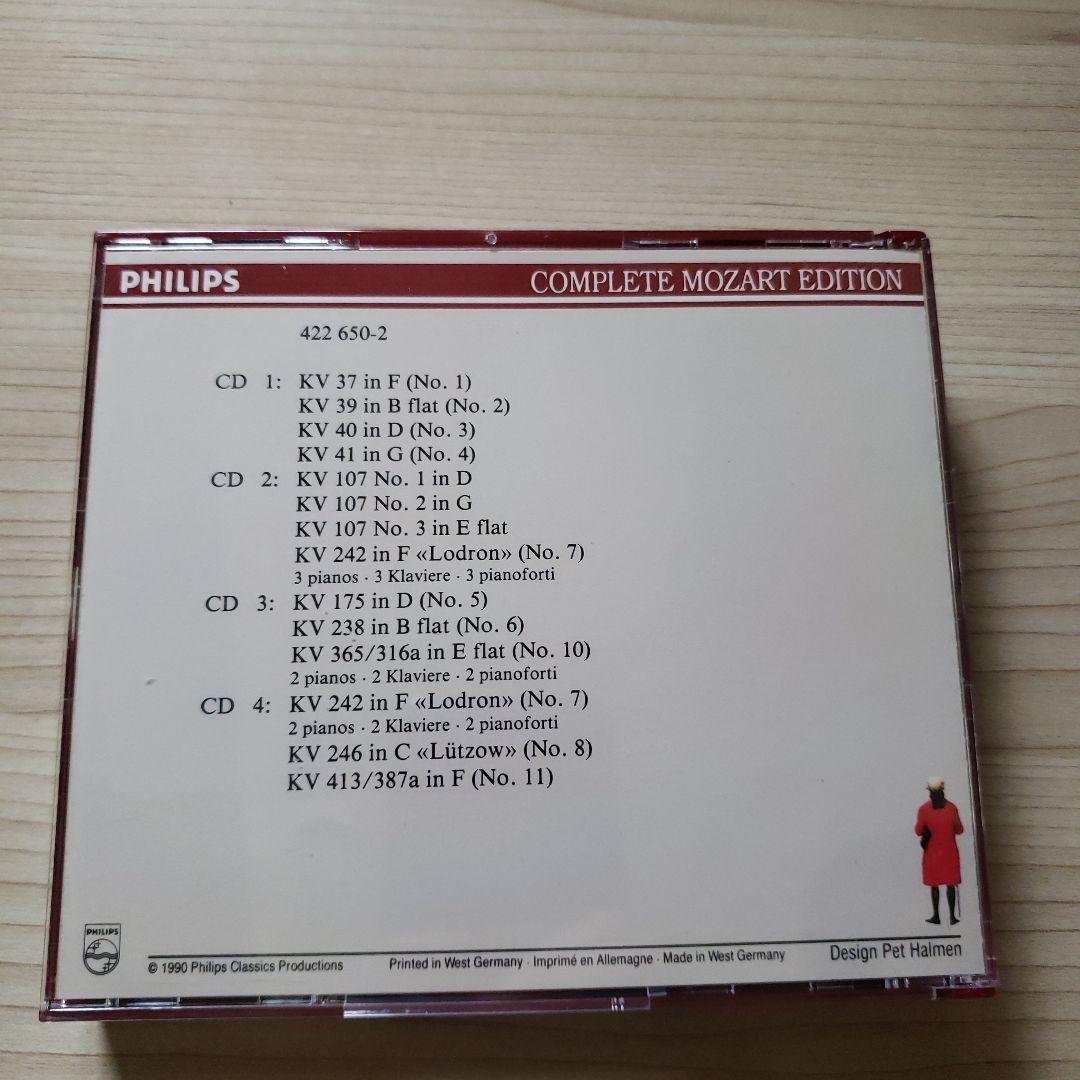 PHILIPS COMPLETE MOZART EDITION
422 650-2
CD 1: KV 37 in F (No. 1)
KV 39 in B flat (No. 2)
KV 40 in D (No. 3)
KV 41 in G (No. 4)
CD 2: KV 107 No. 1 in D
KV 107 No. 2 in G
KV 107 No. 3 in E flat
KV 242 in F «Lodron» (No. 7)
3 pianos · 3 Klaviere · 3 pianoforti
CD 3: KV 175 in D (No. 5)
KV 238 in B flat (No. 6)
KV 365/316a in E flat (No. 10)
2 pianos · 2 Klaviere · 2 pianoforti
CD 4: KV 242 in F «Lodron» (No. 7)
2 pianos · 2 Klaviere · 2 pianoforti
KV 246 in C «Lützow» (No. 8)
KV 413/387a in F (No. 11)
PHILIPS
© 1990 Philips Classics Productions Printed in West Germany · Imprimé en Allemagne · Made in West Germany Design Pet Halmen